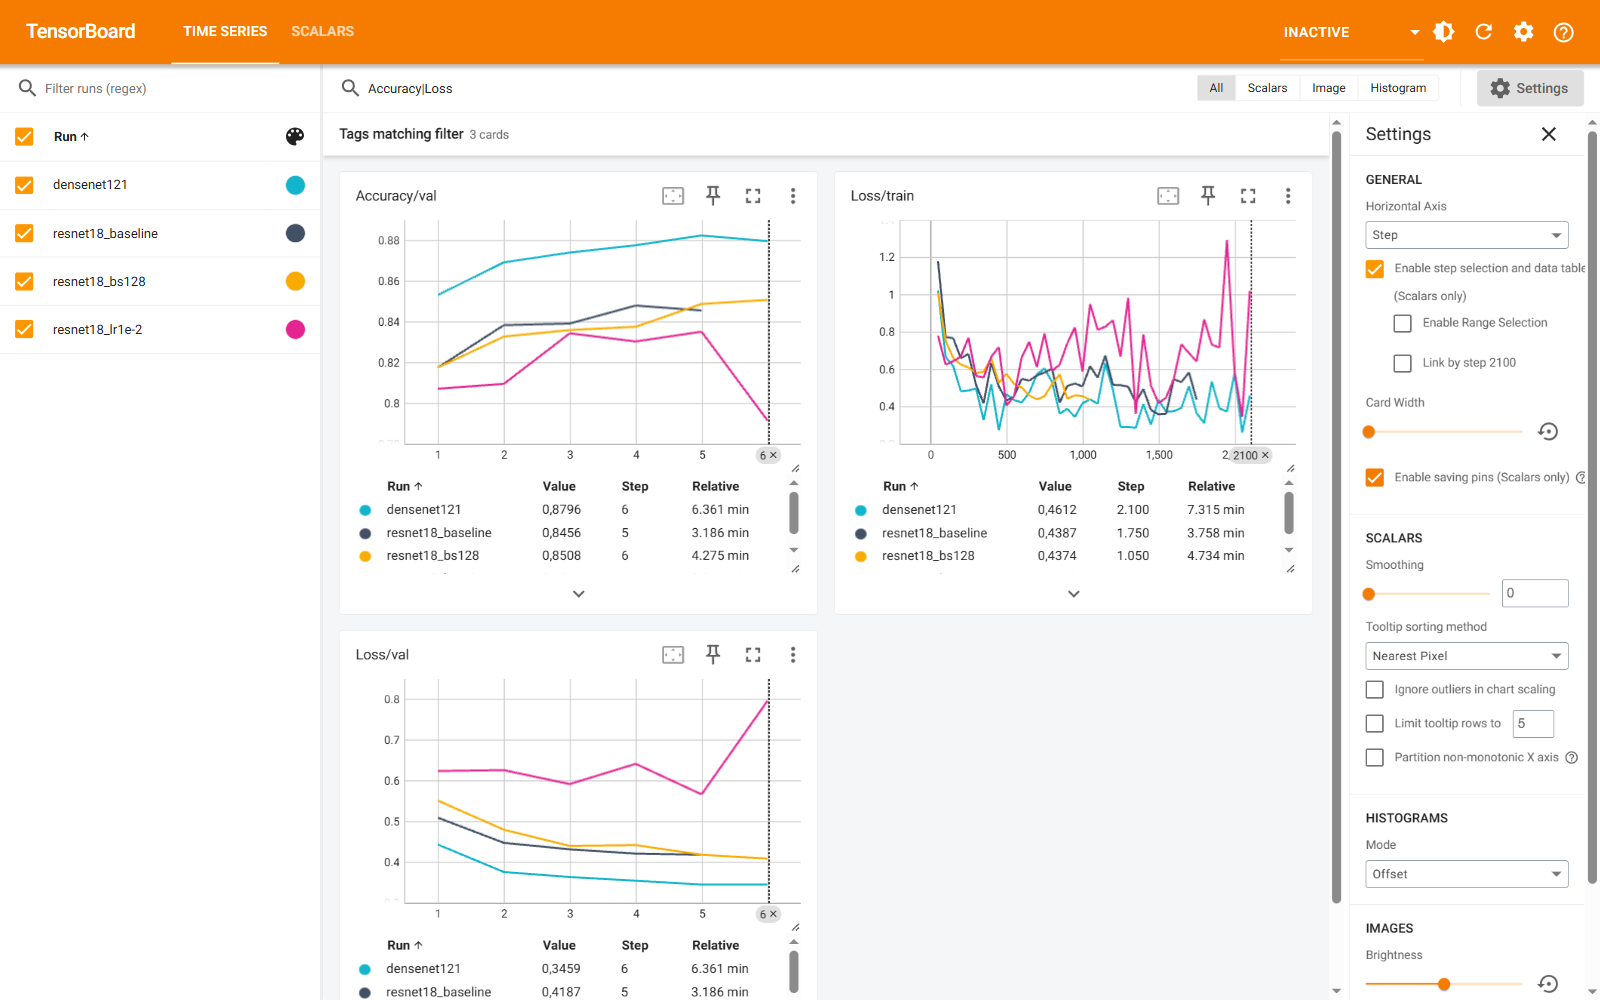 TensorBoard
TIME SERIES
SCALARS
INACTIVE
Filter runs (regex)
Accuracy|Loss
All
Scalars
Image
Histogram
Settings
Run ↑
densenet121
resnet18_baseline
resnet18_bs128
resnet18_lr1e-2
Tags matching filter 3 cards
Accuracy/val
0.88
0.86
0.84
0.82
0.8
1 2 3 4 5 6 ×
Run ↑ Value Step Relative
densenet121 0,8796 6 6.361 min
resnet18_baseline 0,8456 5 3.186 min
resnet18_bs128 0,8508 6 4.275 min
Loss/train
1.2
1
0.8
0.6
0.4
0 500 1,000 1,500 2100 ×
Run ↑ Value Step Relative
densenet121 0,4612 2.100 7.315 min
resnet18_baseline 0,4387 1.750 3.758 min
resnet18_bs128 0,4374 1.050 4.734 min
Loss/val
0.8
0.7
0.6
0.5
0.4
1 2 3 4 5 6 ×
Run ↑ Value Step Relative
densenet121 0,3459 6 6.361 min
resnet18_baseline 0,4187 5 3.186 min
Settings
GENERAL
Horizontal Axis
Step
Enable step selection and data table
(Scalars only)
Enable Range Selection
Link by step 2100
Card Width
Enable saving pins (Scalars only)
SCALARS
Smoothing
0
Tooltip sorting method
Nearest Pixel
Ignore outliers in chart scaling
Limit tooltip rows to 5
Partition non-monotonic X axis
HISTOGRAMS
Mode
Offset
IMAGES
Brightness